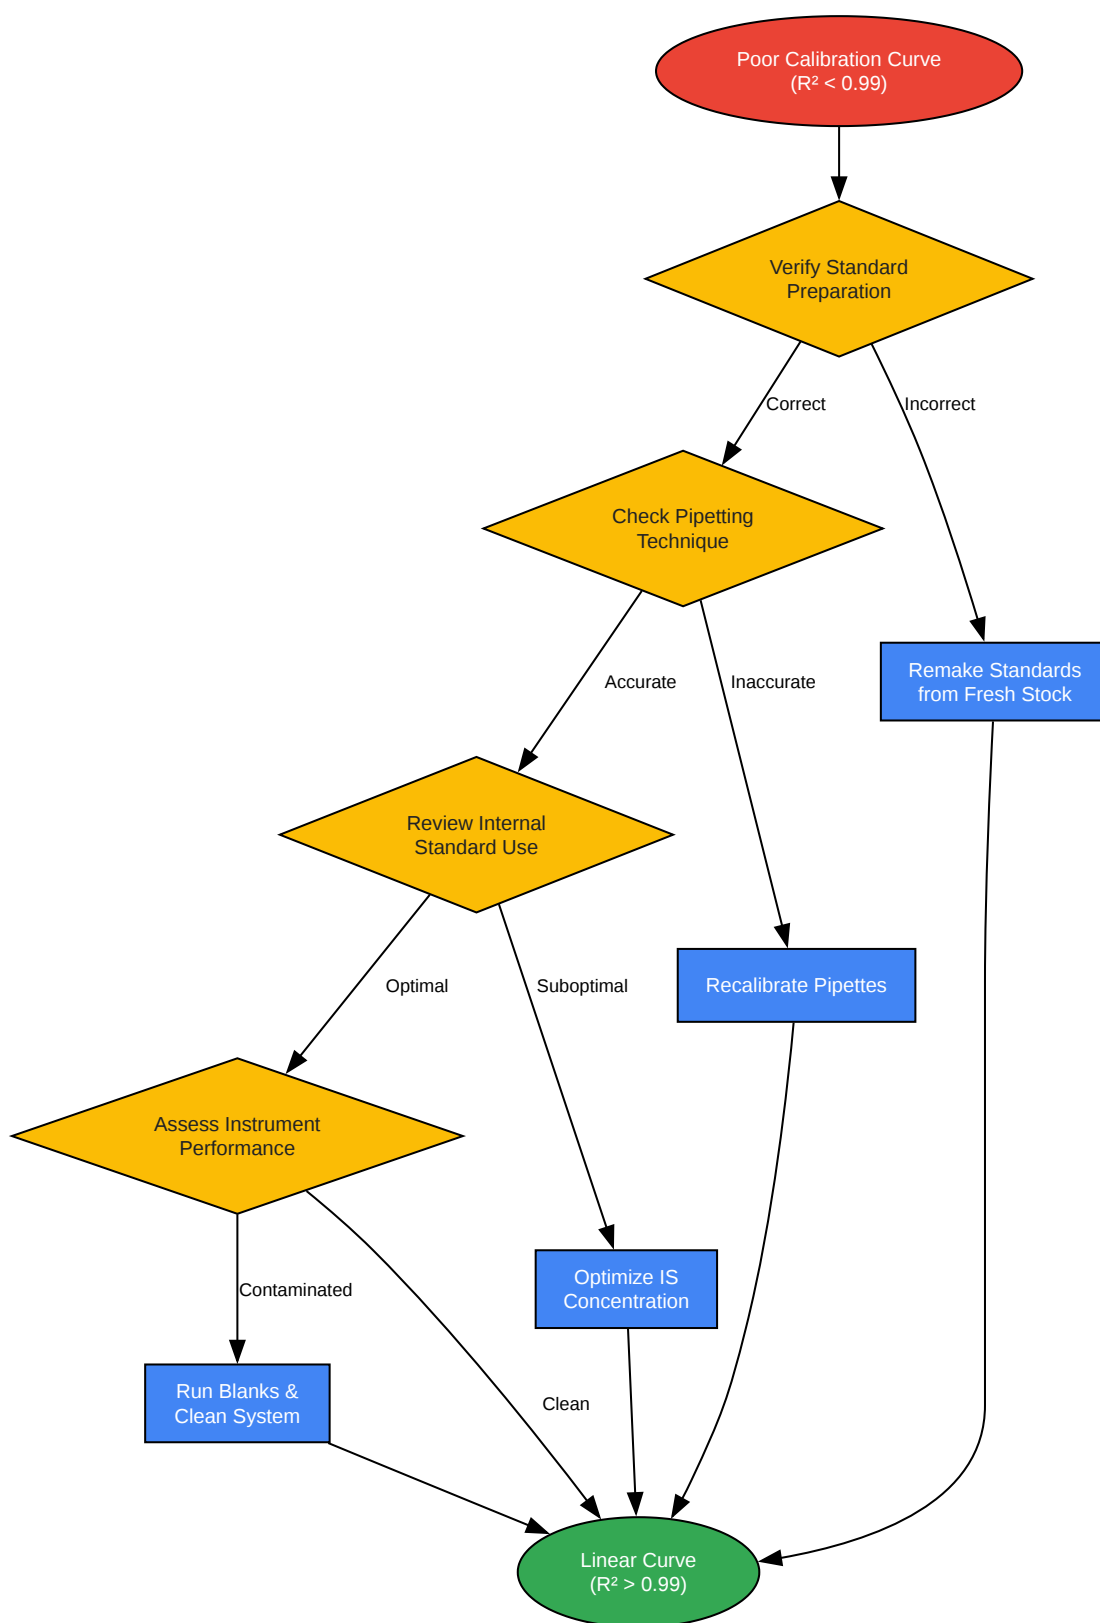 Poor Calibration Curve
(R² < 0.99)
Verify Standard
Preparation
Correct
Incorrect
Check Pipetting
Technique
Remake Standards
from Fresh Stock
Accurate
Inaccurate
Review Internal
Standard Use
Optimal
Suboptimal
Recalibrate Pipettes
Assess Instrument
Performance
Contaminated
Optimize IS
Concentration
Run Blanks &
Clean System
Clean
Linear Curve
(R² > 0.99)